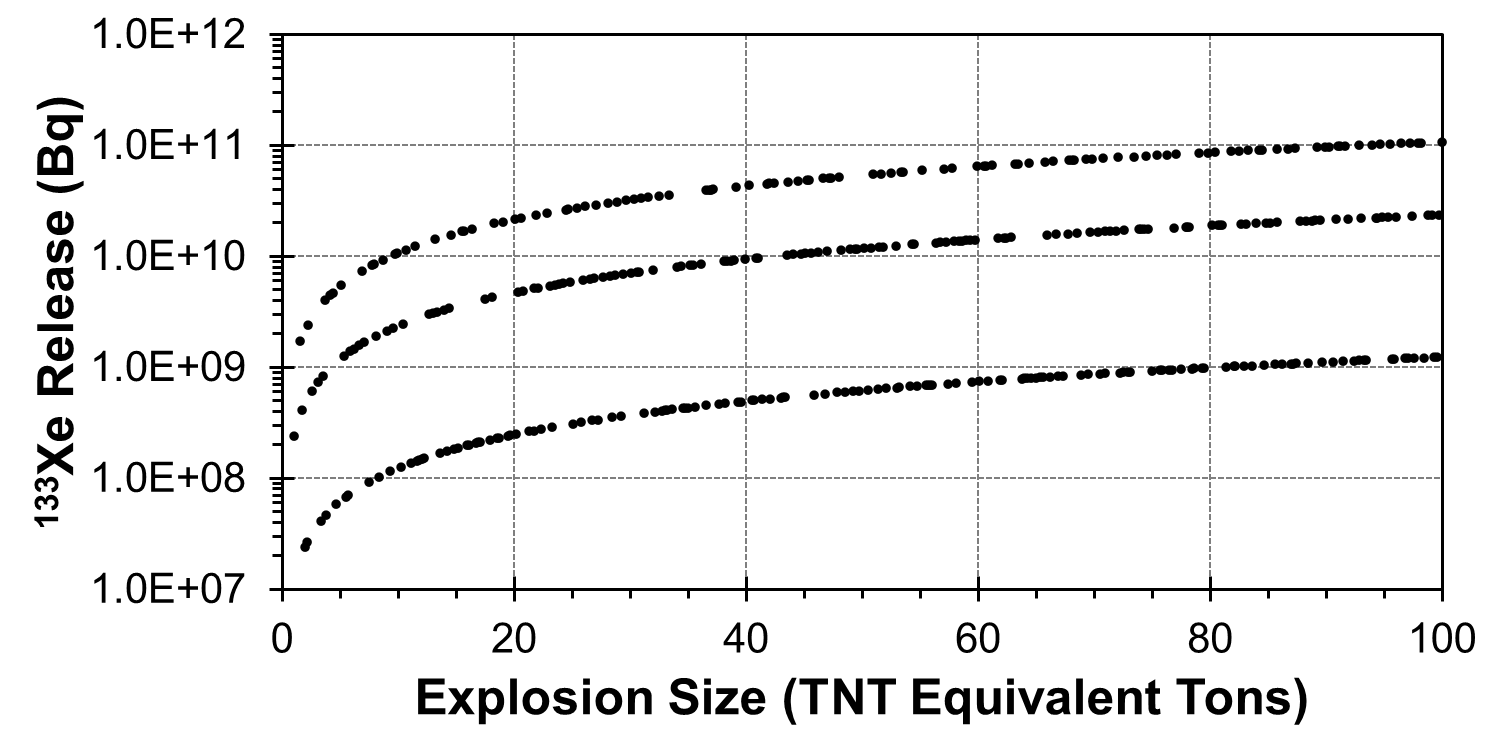 1.0E+12
1.0E+11
1.0E+10
1.0E+09
1.0E+08
1.0E+07
¹³³Xe Release (Bq)
0 20 40 60 80 100
Explosion Size (TNT Equivalent Tons)